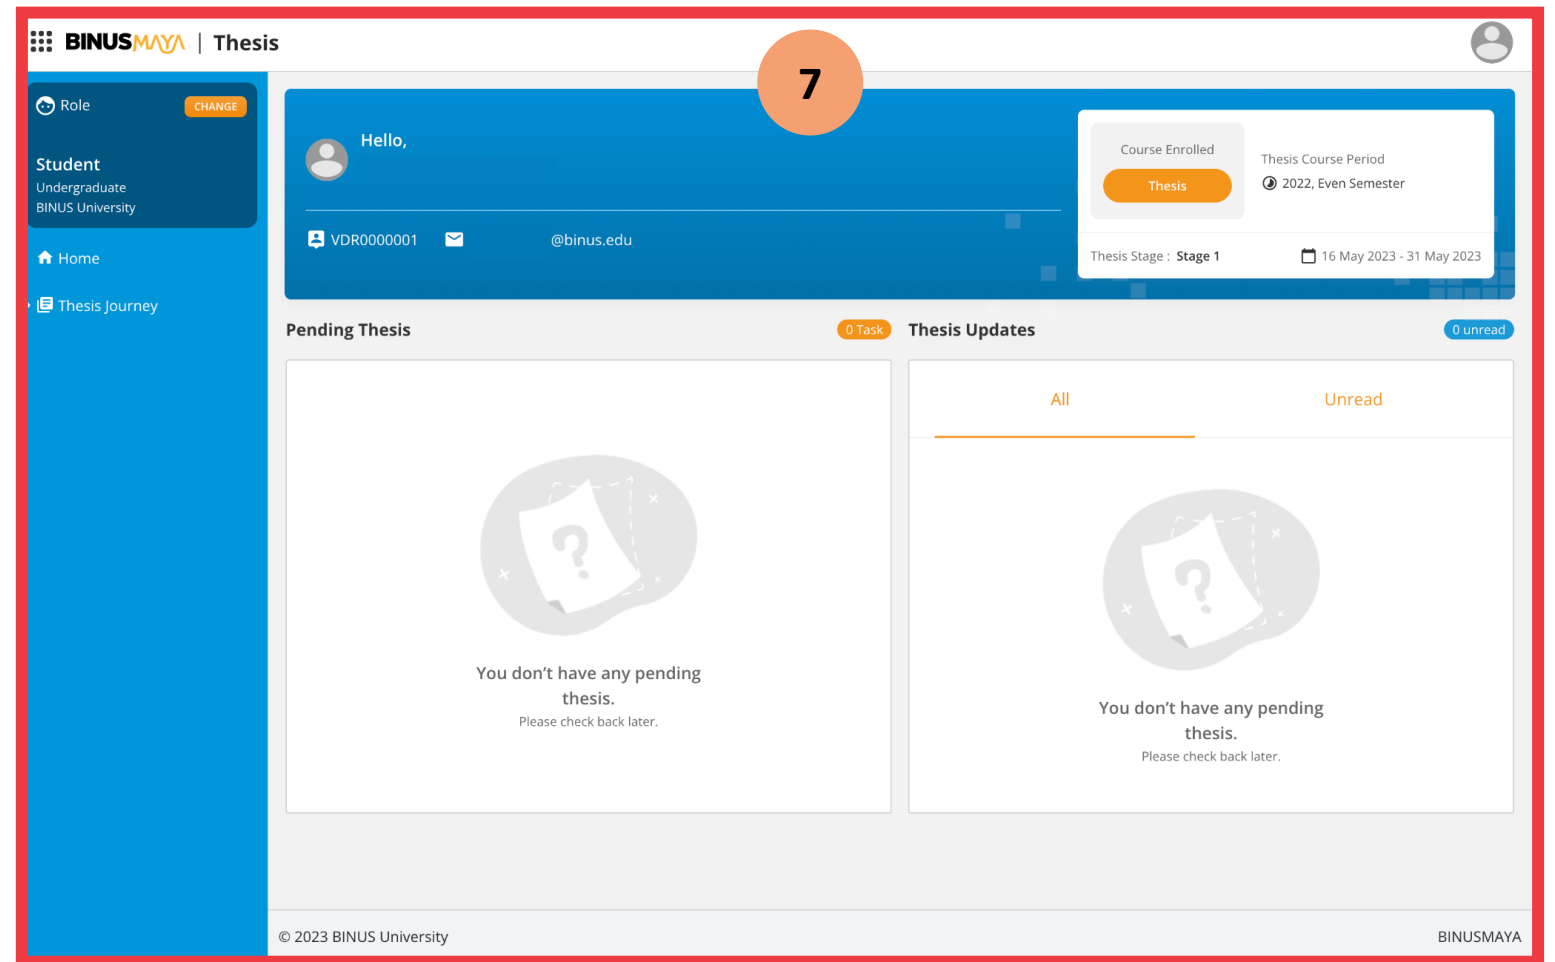 BINUSMAYA | Thesis
7
Role
CHANGE
Student
Undergraduate
BINUS University
Home
Thesis Journey
Hello,
VDR0000001
@binus.edu
Course Enrolled
Thesis
Thesis Course Period
2022, Even Semester
Thesis Stage : Stage 1
16 May 2023 - 31 May 2023
Pending Thesis
0 Task
?
You don't have any pending
thesis.
Please check back later.
Thesis Updates
0 unread
All
Unread
?
You don't have any pending
thesis.
Please check back later.
© 2023 BINUS University
BINUSMAYA